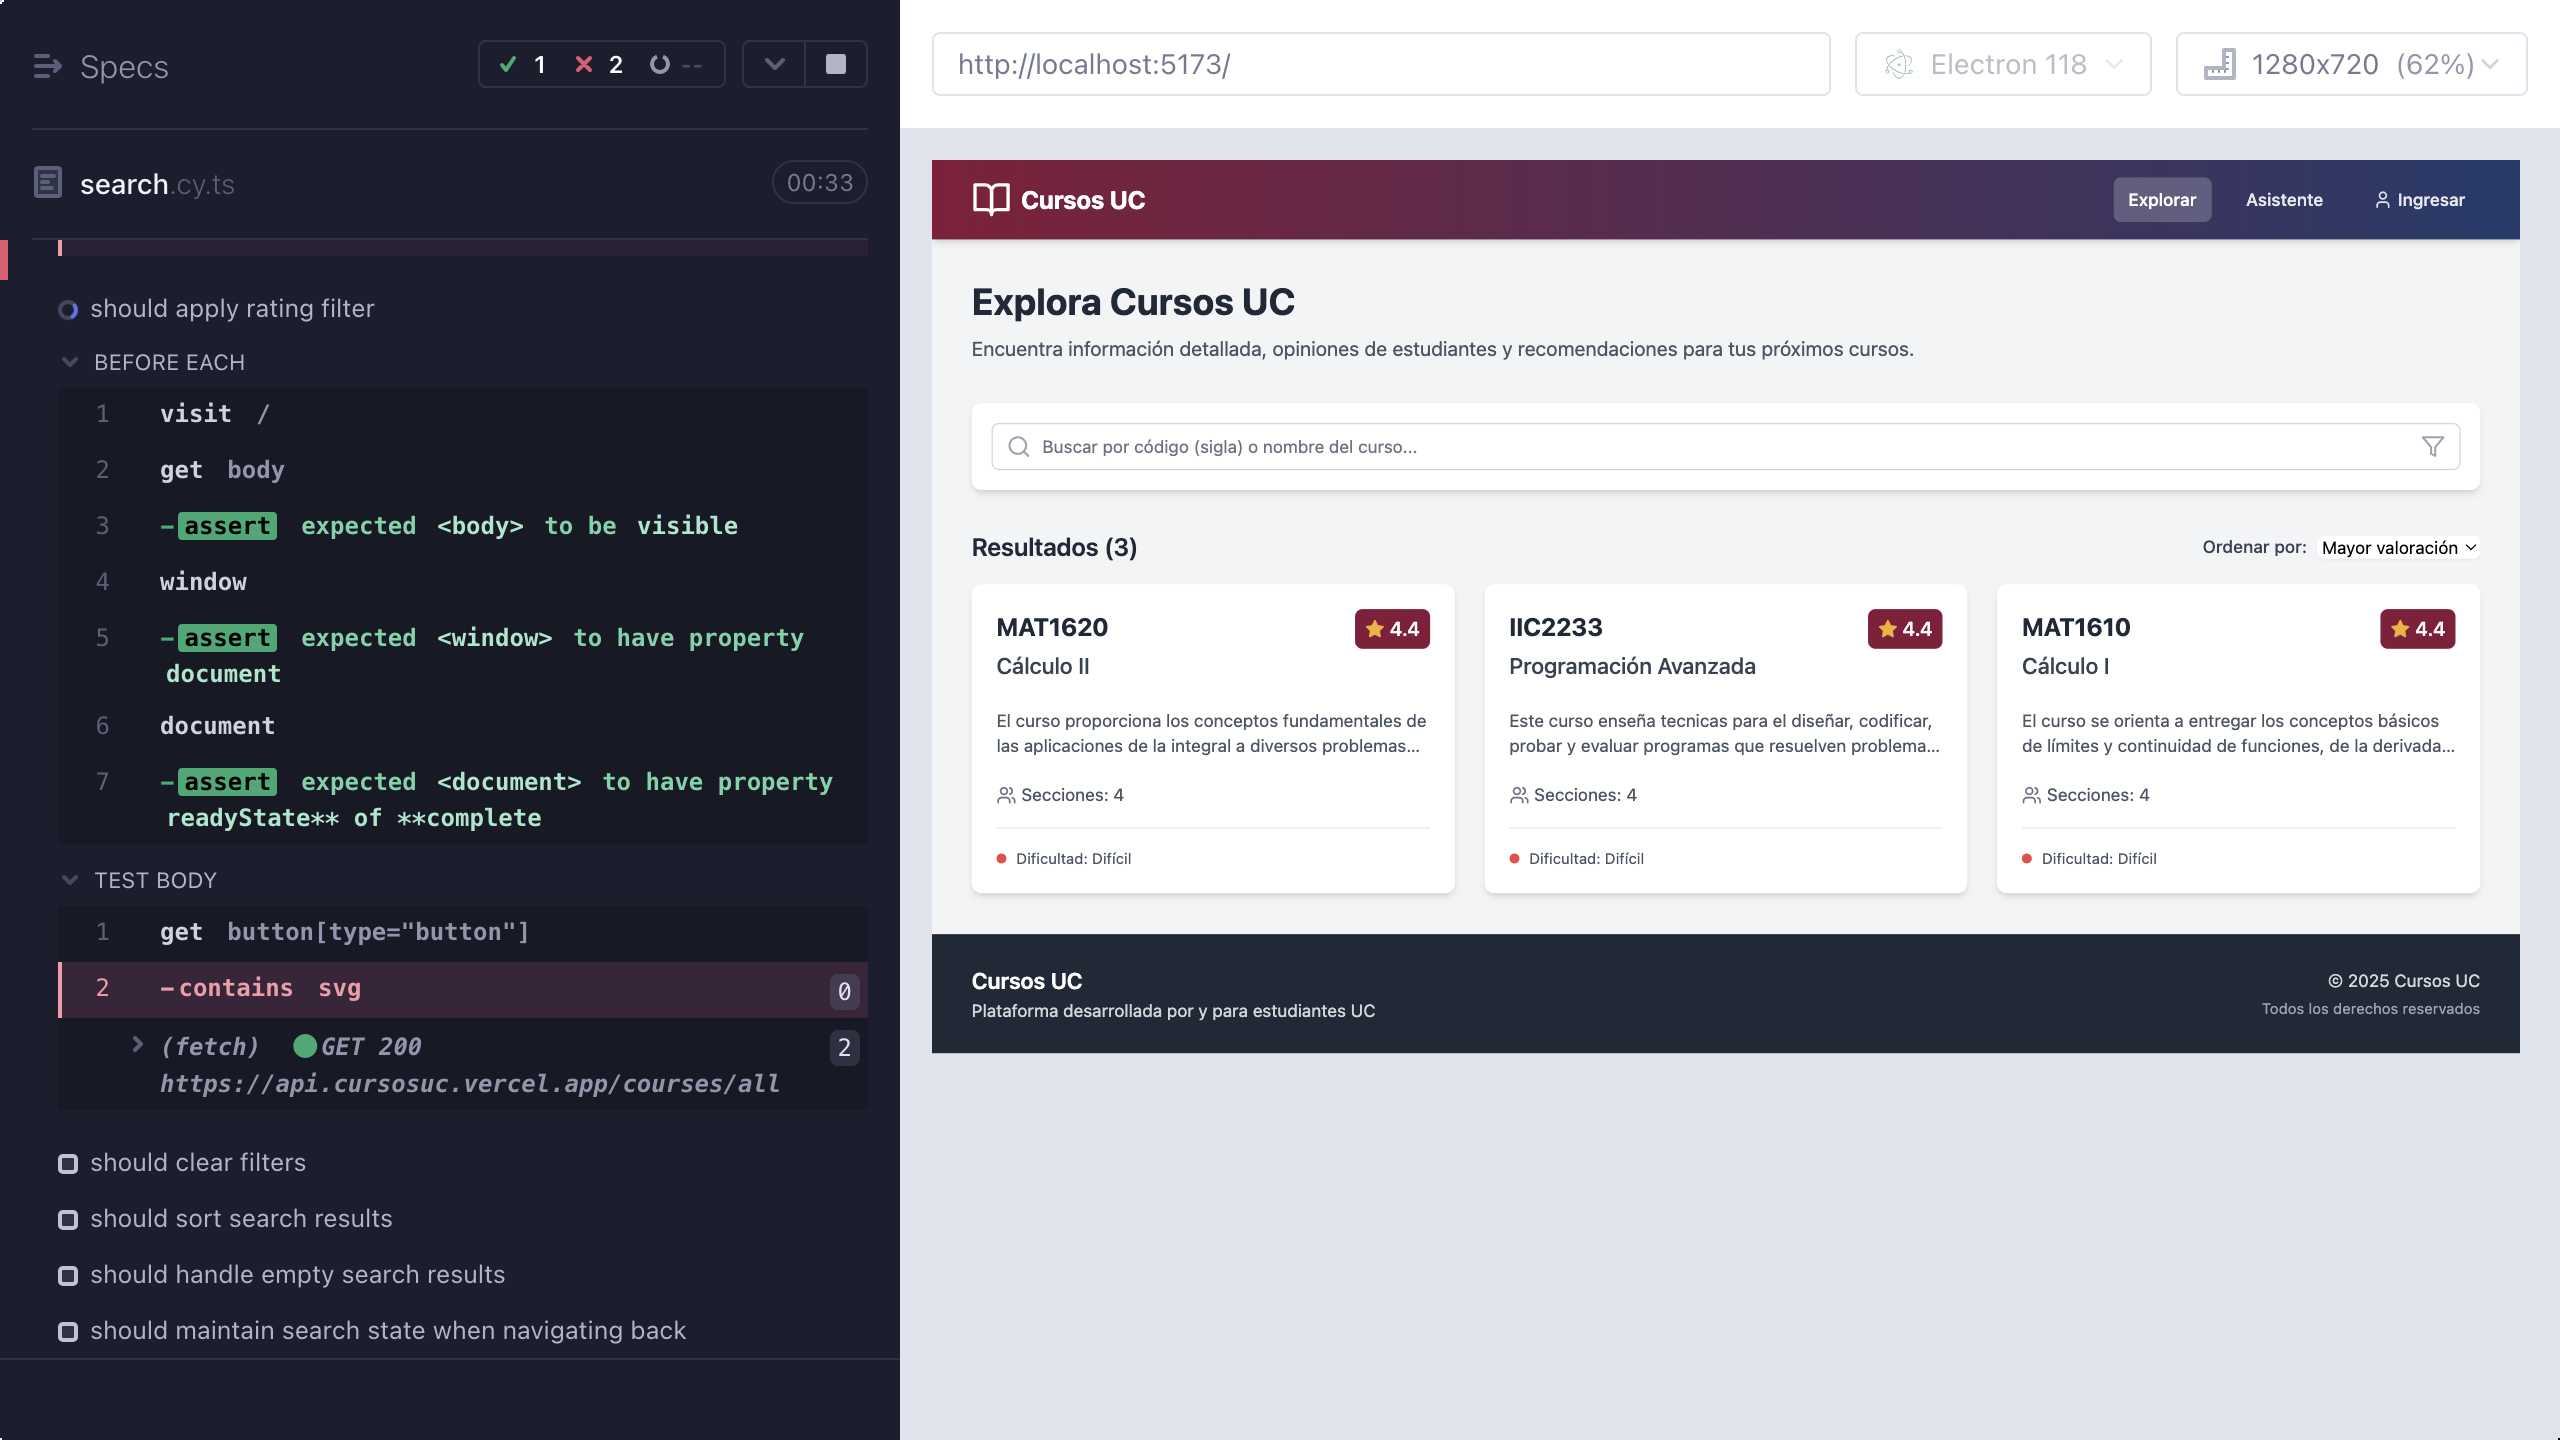 Specs
1 2 --
search.cy.ts
00:33
should apply rating filter
BEFORE EACH
1 visit /
2 get body
3 -assert expected <body> to be visible
4 window
5 -assert expected <window> to have property
document
6 document
7 -assert expected <document> to have property
readyState** of **complete
TEST BODY
1 get button[type="button"]
2 -contains svg 0
(fetch) GET 200 2
https://api.cursosuc.vercel.app/courses/all
should clear filters
should sort search results
should handle empty search results
should maintain search state when navigating back
http://localhost:5173/
Electron 118
1280x720 (62%)
Cursos UC
Explorar
Asistente
Ingresar
Explora Cursos UC
Encuentra información detallada, opiniones de estudiantes y recomendaciones para tus próximos cursos.
Buscar por código (sigla) o nombre del curso...
Resultados (3)
Ordenar por: Mayor valoración
MAT1620
4.4
Cálculo II
El curso proporciona los conceptos fundamentales de
las aplicaciones de la integral a diversos problemas...
Secciones: 4
Dificultad: Difícil
IIC2233
4.4
Programación Avanzada
Este curso enseña tecnicas para el diseñar, codificar,
probar y evaluar programas que resuelven problema...
Secciones: 4
Dificultad: Difícil
MAT1610
4.4
Cálculo I
El curso se orienta a entregar los conceptos básicos
de límites y continuidad de funciones, de la derivada...
Secciones: 4
Dificultad: Difícil
Cursos UC
Plataforma desarrollada por y para estudiantes UC
© 2025 Cursos UC
Todos los derechos reservados